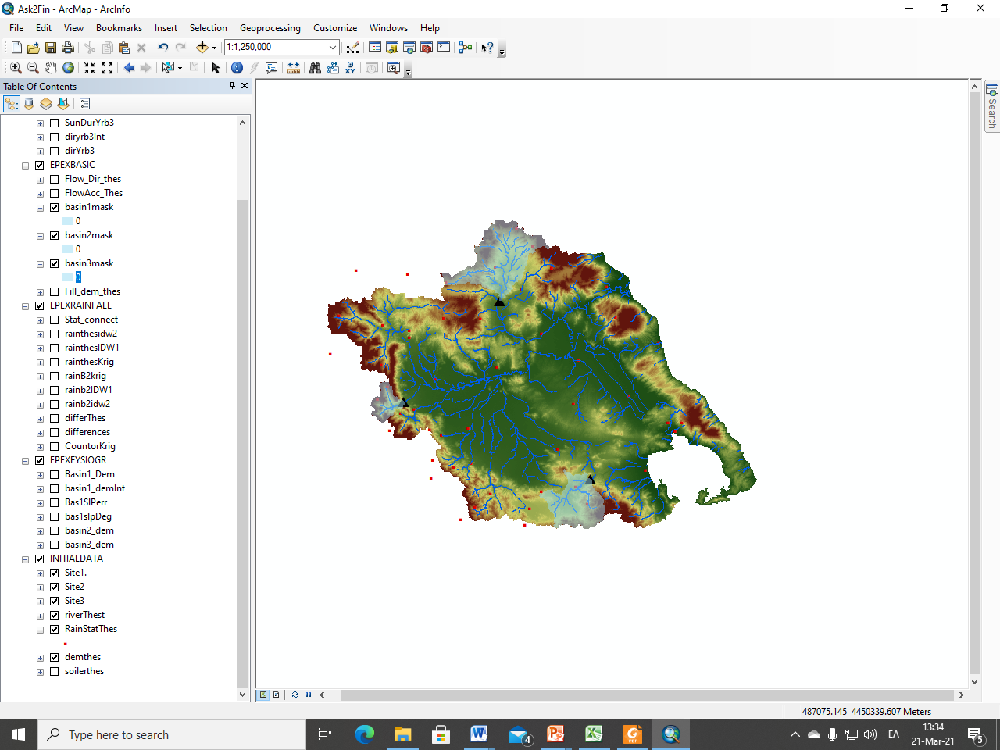 Ask2Fin - ArcMap - ArcInfo
File Edit View Bookmarks Insert Selection Geoprocessing Customize Windows Help
1:1,250,000
Table Of Contents
SunDurYrb3
diryrb3Int
dirYrb3
EPEXBASIC
Flow_Dir_thes
FlowAcc_Thes
basin1mask
0
basin2mask
0
basin3mask
0
Fill_dem_thes
EPEXRAINFALL
Stat_connect
rainthesidw2
rainthesIDW1
rainthesKrig
rainB2krig
rainb2IDW1
rainb2idw2
differThes
differences
CountorKrig
EPEXFYSIOGR
Basin1_Dem
basin1_demInt
Bas1SlPerr
bas1slpDeg
basin2_dem
basin3_dem
INITIALDATA
Site1.
Site2
Site3
riverThest
RainStatThes
demthes
soilerthes
Search
487075.145 4450339.607 Meters
Type here to search
4
ΕΛ
13:34
21-Mar-21
5